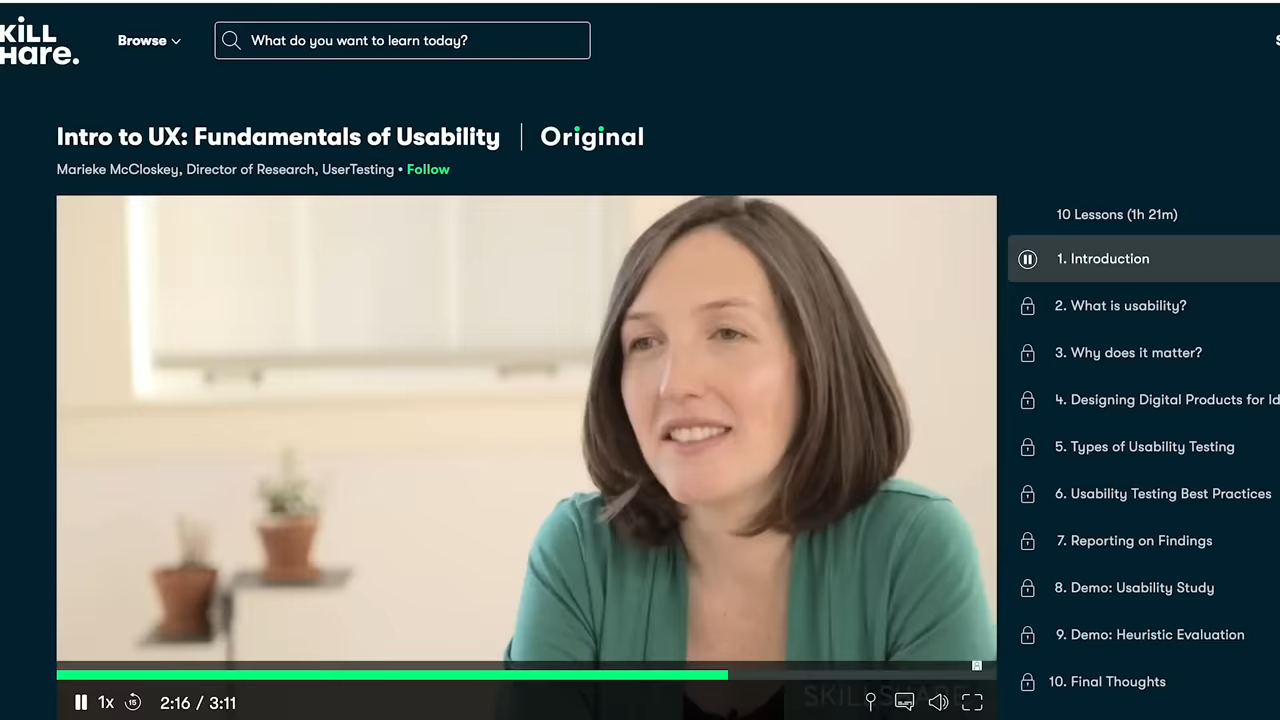 KiLL
Hare.
Browse
What do you want to learn today?
Intro to UX: Fundamentals of Usability | Original
Marieke McCloskey, Director of Research, UserTesting • Follow
10 Lessons (1h 21m)
1. Introduction
2. What is usability?
3. Why does it matter?
4. Designing Digital Products for Id
5. Types of Usability Testing
6. Usability Testing Best Practices
7. Reporting on Findings
8. Demo: Usability Study
9. Demo: Heuristic Evaluation
10. Final Thoughts
1x 15 2:16 / 3:11
SKILLSHARE